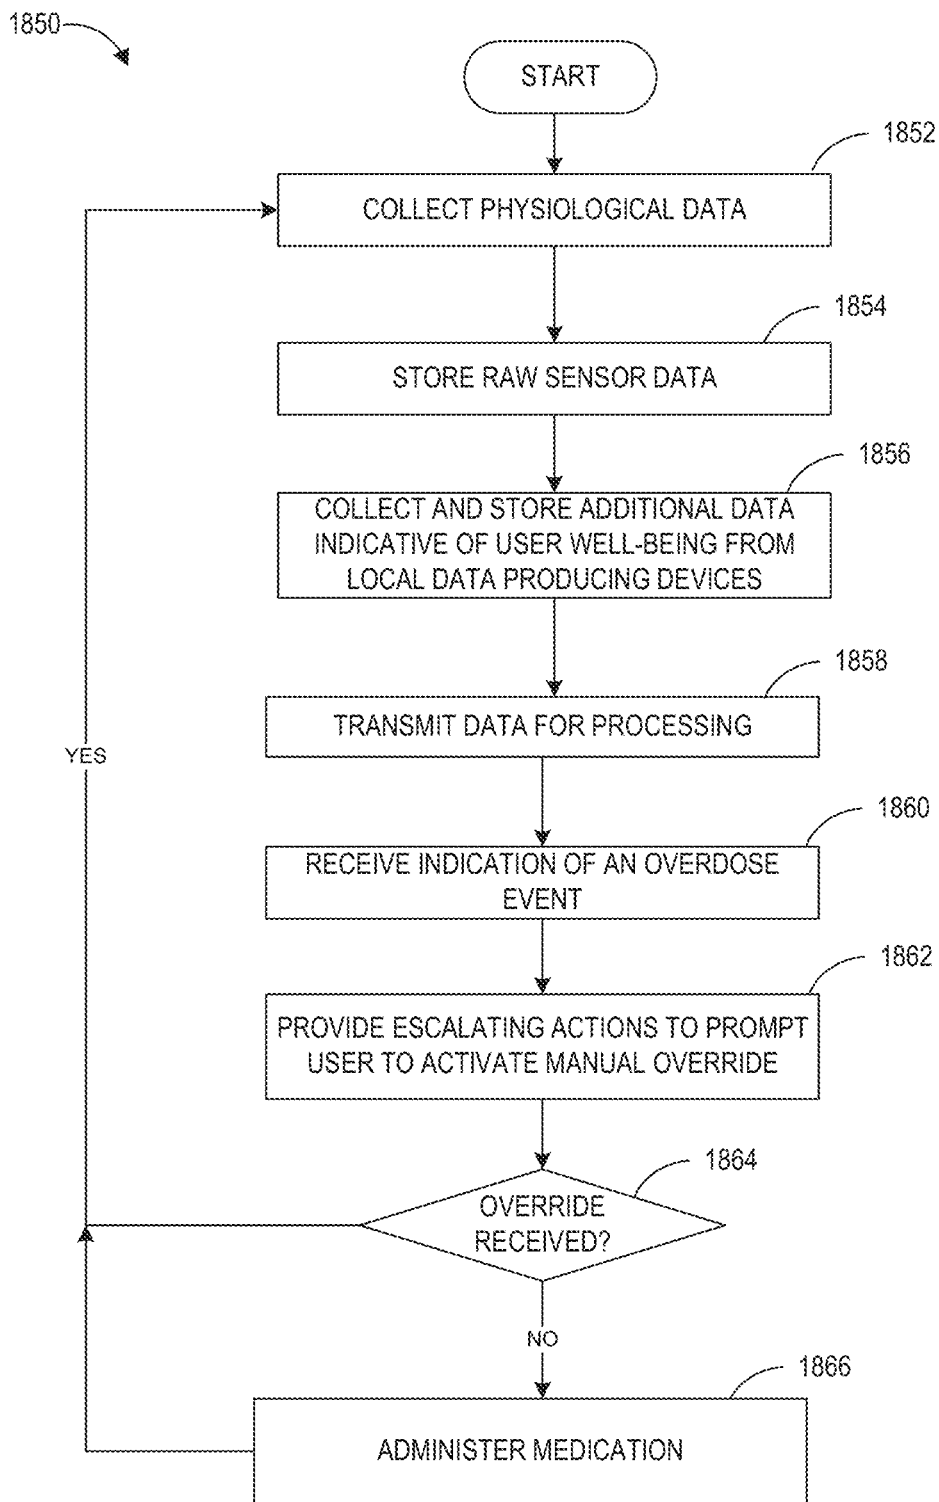 1850
START
1852
COLLECT PHYSIOLOGICAL DATA
1854
STORE RAW SENSOR DATA
1856
COLLECT AND STORE ADDITIONAL DATA
INDICATIVE OF USER WELL-BEING FROM
LOCAL DATA PRODUCING DEVICES
1858
TRANSMIT DATA FOR PROCESSING
YES
1860
RECEIVE INDICATION OF AN OVERDOSE
EVENT
1862
PROVIDE ESCALATING ACTIONS TO PROMPT
USER TO ACTIVATE MANUAL OVERRIDE
1864
OVERRIDE
RECEIVED?
NO
1866
ADMINISTER MEDICATION